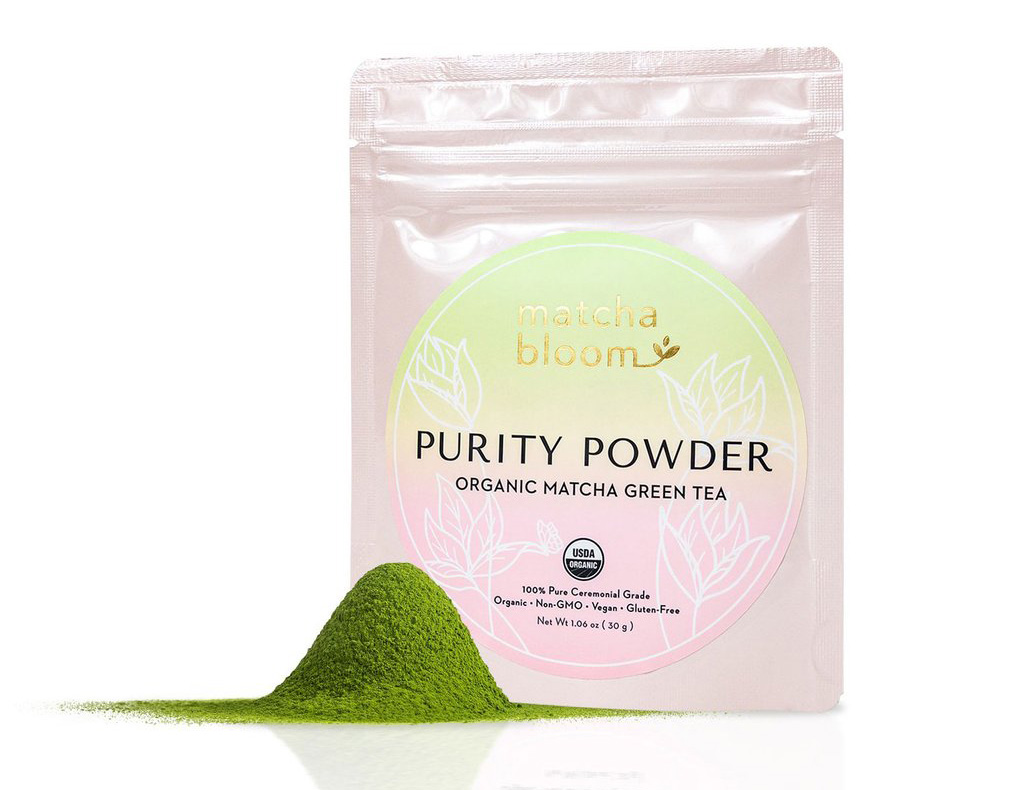 matcha
bloom
PURITY POWDER
ORGANIC MATCHA GREEN TEA
USDA
ORGANIC
100% Pure Ceremonial Grade
Organic • Non-GMO • Vegan • Gluten-Free
Net Wt 1.06 oz ( 30 g )